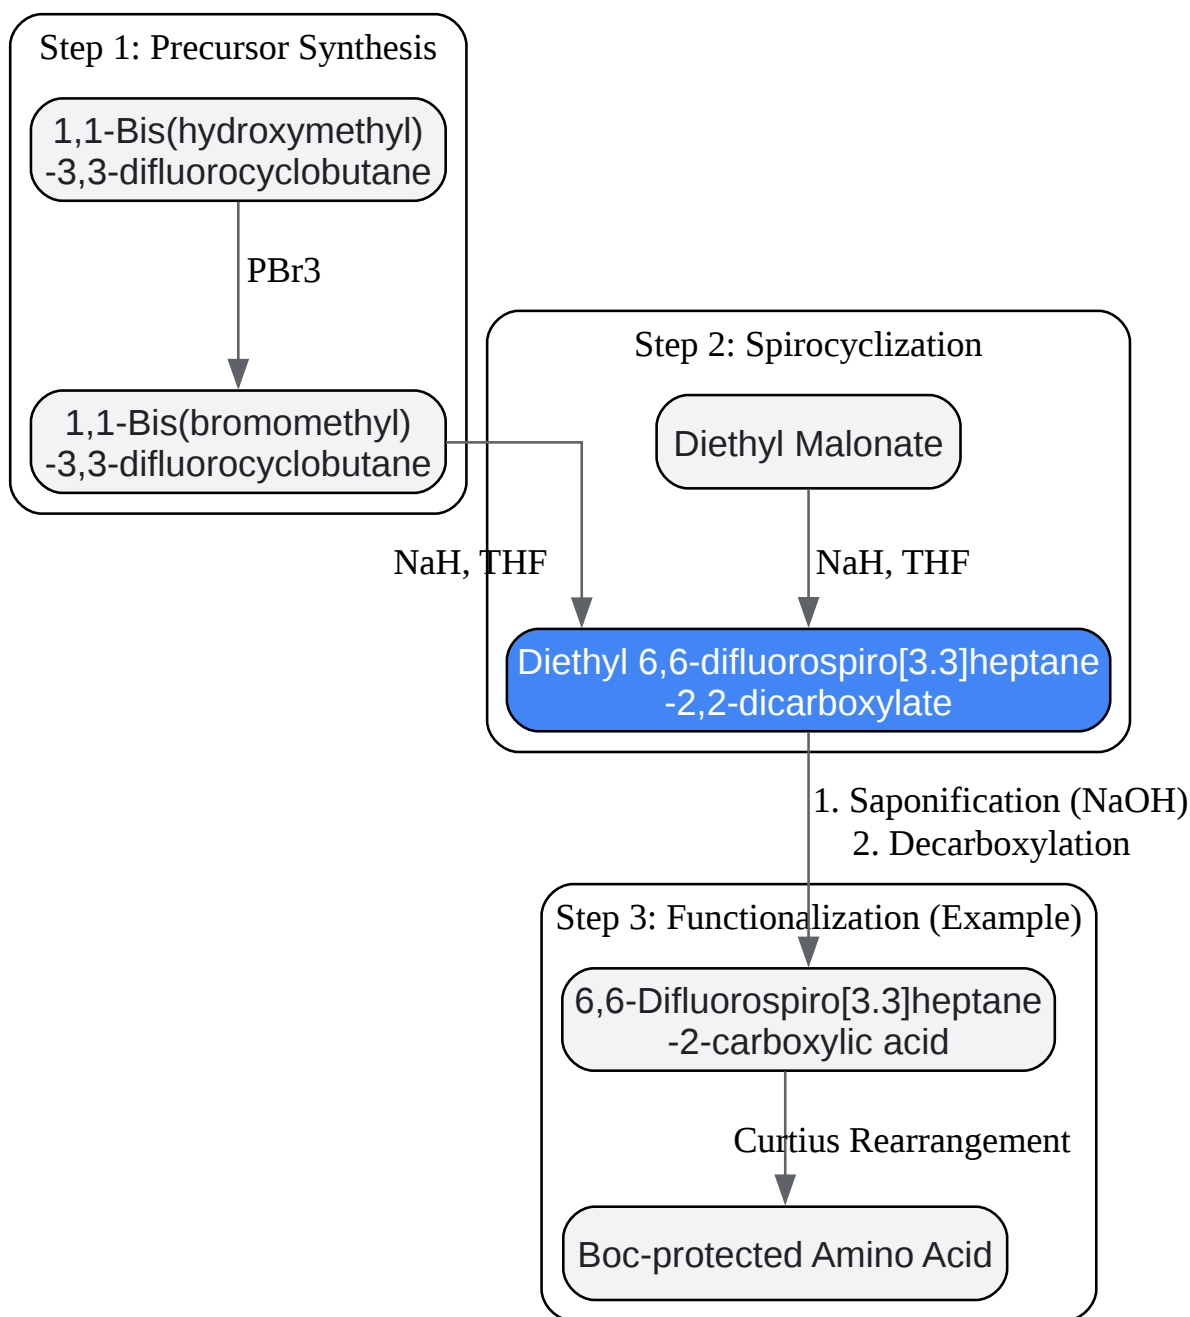 Step 1: Precursor Synthesis
1,1-Bis(hydroxymethyl)
-3,3-difluorocyclobutane
PBr3
1,1-Bis(bromomethyl)
-3,3-difluorocyclobutane
Step 2: Spirocyclization
Diethyl Malonate
NaH, THF
NaH, THF
Diethyl 6,6-difluorospiro[3.3]heptane
-2,2-dicarboxylate
1. Saponification (NaOH)
2. Decarboxylation
Step 3: Functionalization (Example)
6,6-Difluorospiro[3.3]heptane
-2-carboxylic acid
Curtius Rearrangement
Boc-protected Amino Acid